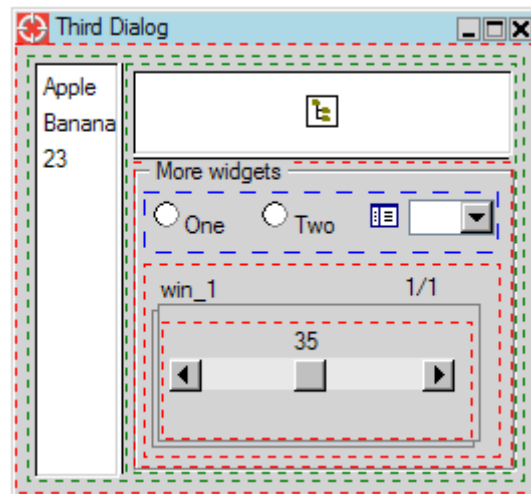 Third Dialog
Apple
Banana
23
More widgets
One Two
win_1 1/1
35